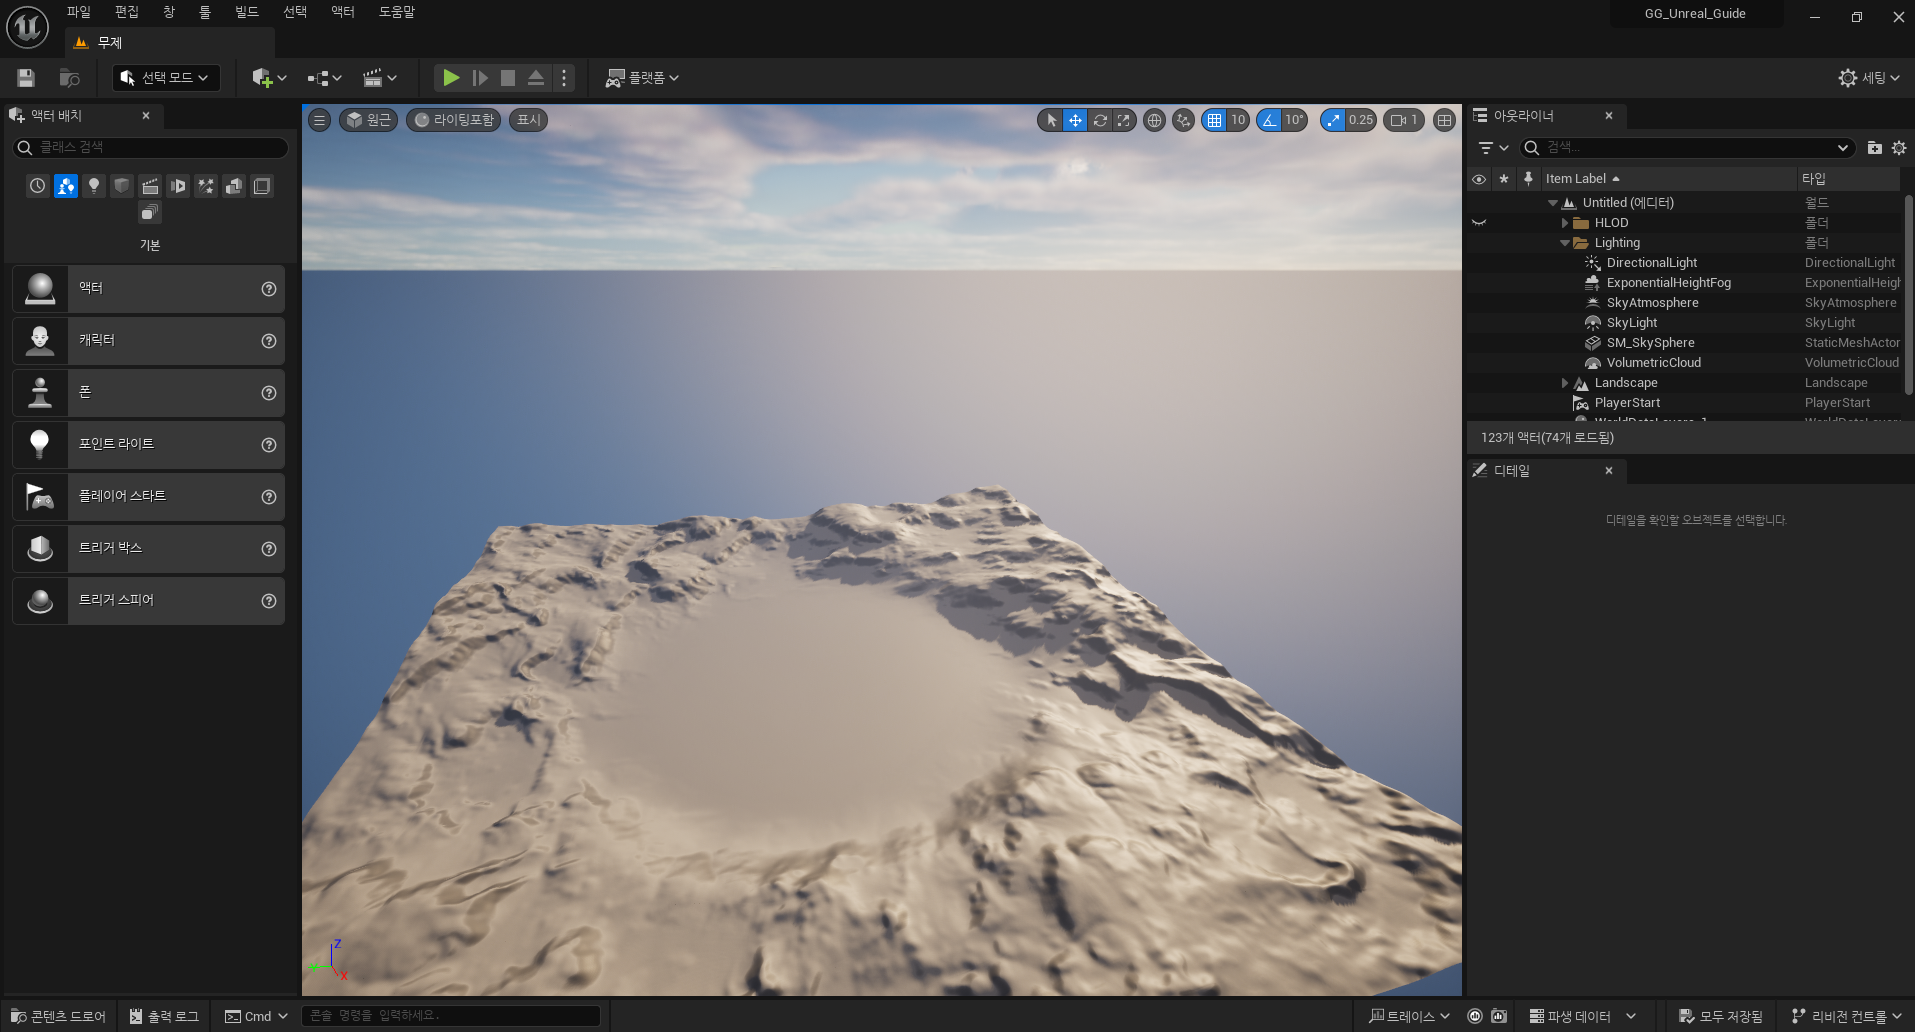 파일 편집 창 툴 빌드 선택 액터 도움말
GG_Unreal_Guide
무제
선택 모드
플랫폼
세팅
액터 배치
클래스 검색
기본
액터
캐릭터
폰
포인트 라이트
플레이어 스타트
트리거 박스
트리거 스피어
원근 라이팅포함 표시
10 10° 0.25 1
Z
Y
X
아웃라이너
검색...
Item Label 타입
Untitled (에디터) 월드
HLOD 폴더
Lighting 폴더
DirectionalLight DirectionalLight
ExponentialHeightFog ExponentialHeigh
SkyAtmosphere SkyAtmosphere
SkyLight SkyLight
SM_SkySphere StaticMeshActor
VolumetricCloud VolumetricCloud
Landscape Landscape
PlayerStart PlayerStart
123개 액터(74개 로드됨)
디테일
디테일을 확인할 오브젝트를 선택합니다.
콘텐츠 드로어 출력 로그 Cmd 콘솔 명령을 입력하세요.
트레이스 파생 데이터 모두 저장됨 리비전 컨트롤